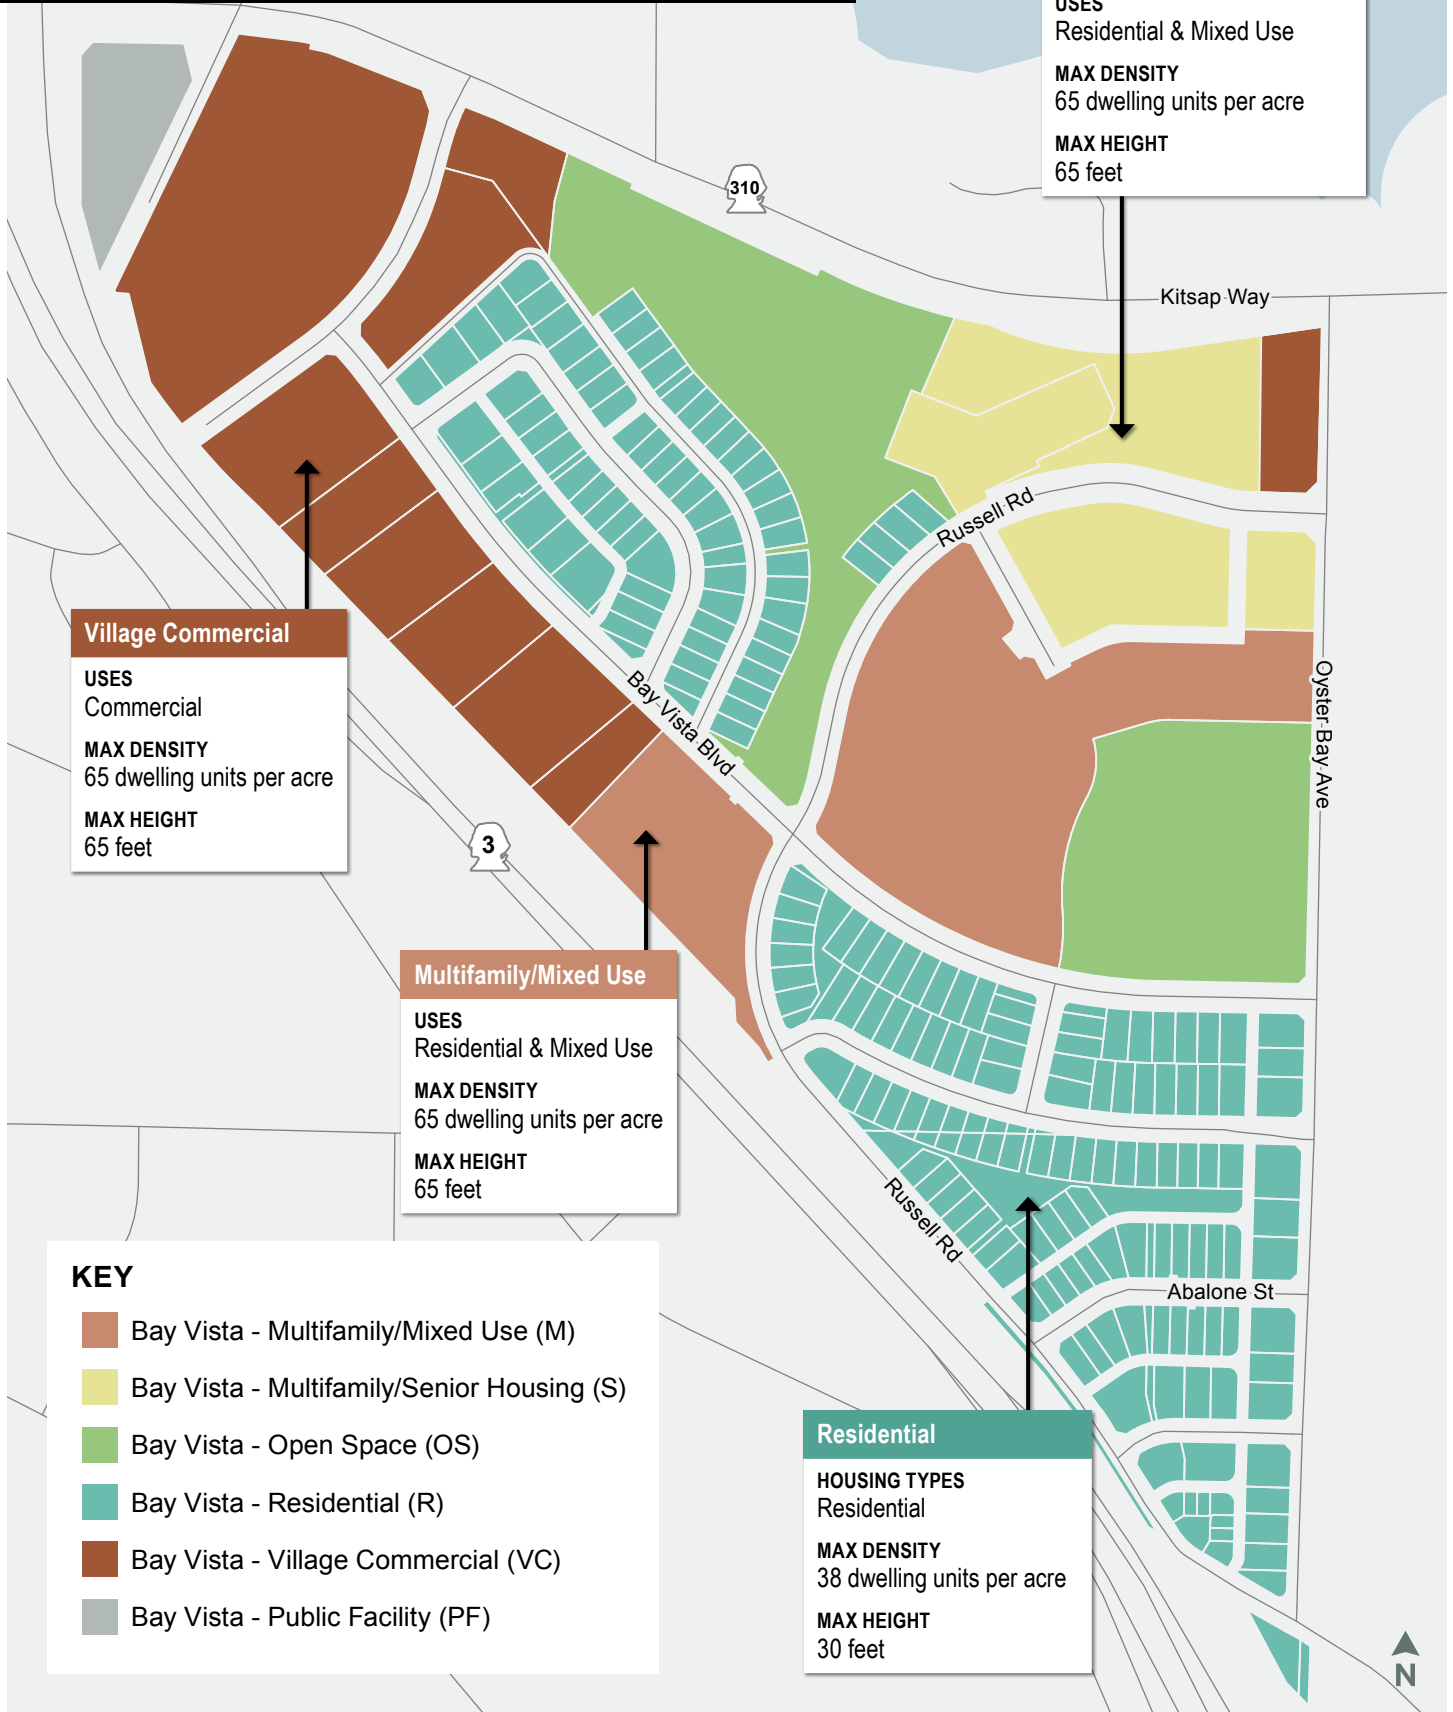 USES
Residential & Mixed Use
MAX DENSITY
65 dwelling units per acre
MAX HEIGHT
65 feet
310
Kitsap Way
Russell Rd
Village Commercial
USES
Commercial
MAX DENSITY
65 dwelling units per acre
MAX HEIGHT
65 feet
Bay Vista Blvd
Oyster Bay Ave
3
Multifamily/Mixed Use
USES
Residential & Mixed Use
MAX DENSITY
65 dwelling units per acre
MAX HEIGHT
65 feet
Russell Rd
Abalone St
KEY
Bay Vista - Multifamily/Mixed Use (M)
Bay Vista - Multifamily/Senior Housing (S)
Bay Vista - Open Space (OS)
Bay Vista - Residential (R)
Bay Vista - Village Commercial (VC)
Bay Vista - Public Facility (PF)
Residential
HOUSING TYPES
Residential
MAX DENSITY
38 dwelling units per acre
MAX HEIGHT
30 feet
N